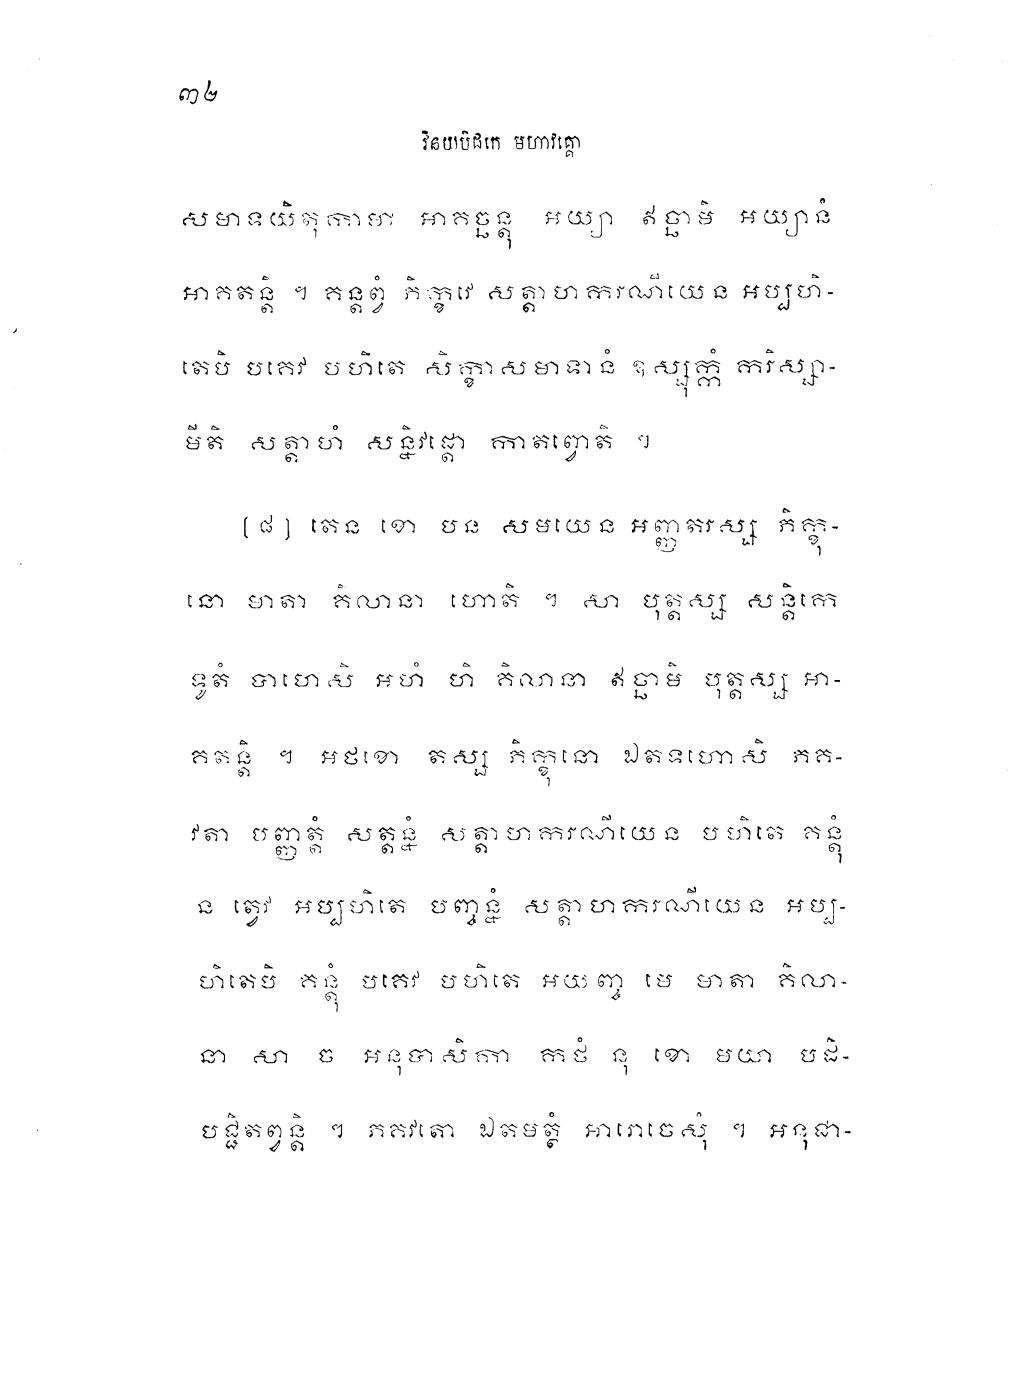 ៣៤
វិនយបិដកេ មហាវគ្គោ
សមាទយិតុកាមា អាគច្ឆន្តុ អយ្យា ឥច្ឆាមិ អយ្យានំ
អាគតន្តិ ។ គន្តព្វំ ភិក្ខវេ សត្តាហករណីយេន អប្បហិ-
តេបិ បគេវ បហិតេ សិក្ខាសមាទានំ ឧស្សុក្កំ ករិស្សា-
មីតិ សត្តាហំ សន្និវដ្តោ កាតព្វោតិ ។
[៨] តេន ខោ បន សមយេន អញ្ញតរស្ស ភិក្ខុ-
នោ មាតា គិលានា ហោតិ ។ សា បុត្តស្ស សន្តិកេ
ទូតំ បាហេសិ អហំ ហិ គិលានា ឥច្ឆាមិ បុត្តស្ស អា-
គតន្តិ ។ អថខោ តស្ស ភិក្ខុនោ ឯតទហោសិ ភគ-
វតា បញ្ញត្តំ សត្តន្នំ សត្តាហករណីយេន បហិតេ គន្តុំ
ន ត្វេវ អប្បហិតេ បញ្ចន្នំ សត្តាហករណីយេន អប្ប-
ហិតេបិ គន្តុំ បគេវ បហិតេ អយញ្ច មេ មាតា គិលា-
នា សា ច អនុបាសិកា កថំ នុ ខោ មយា បដិ-
បជ្ជិតព្វន្តិ ។ ភគវតោ ឯតមត្ថំ អារោចេសុំ ។ អនុជា-